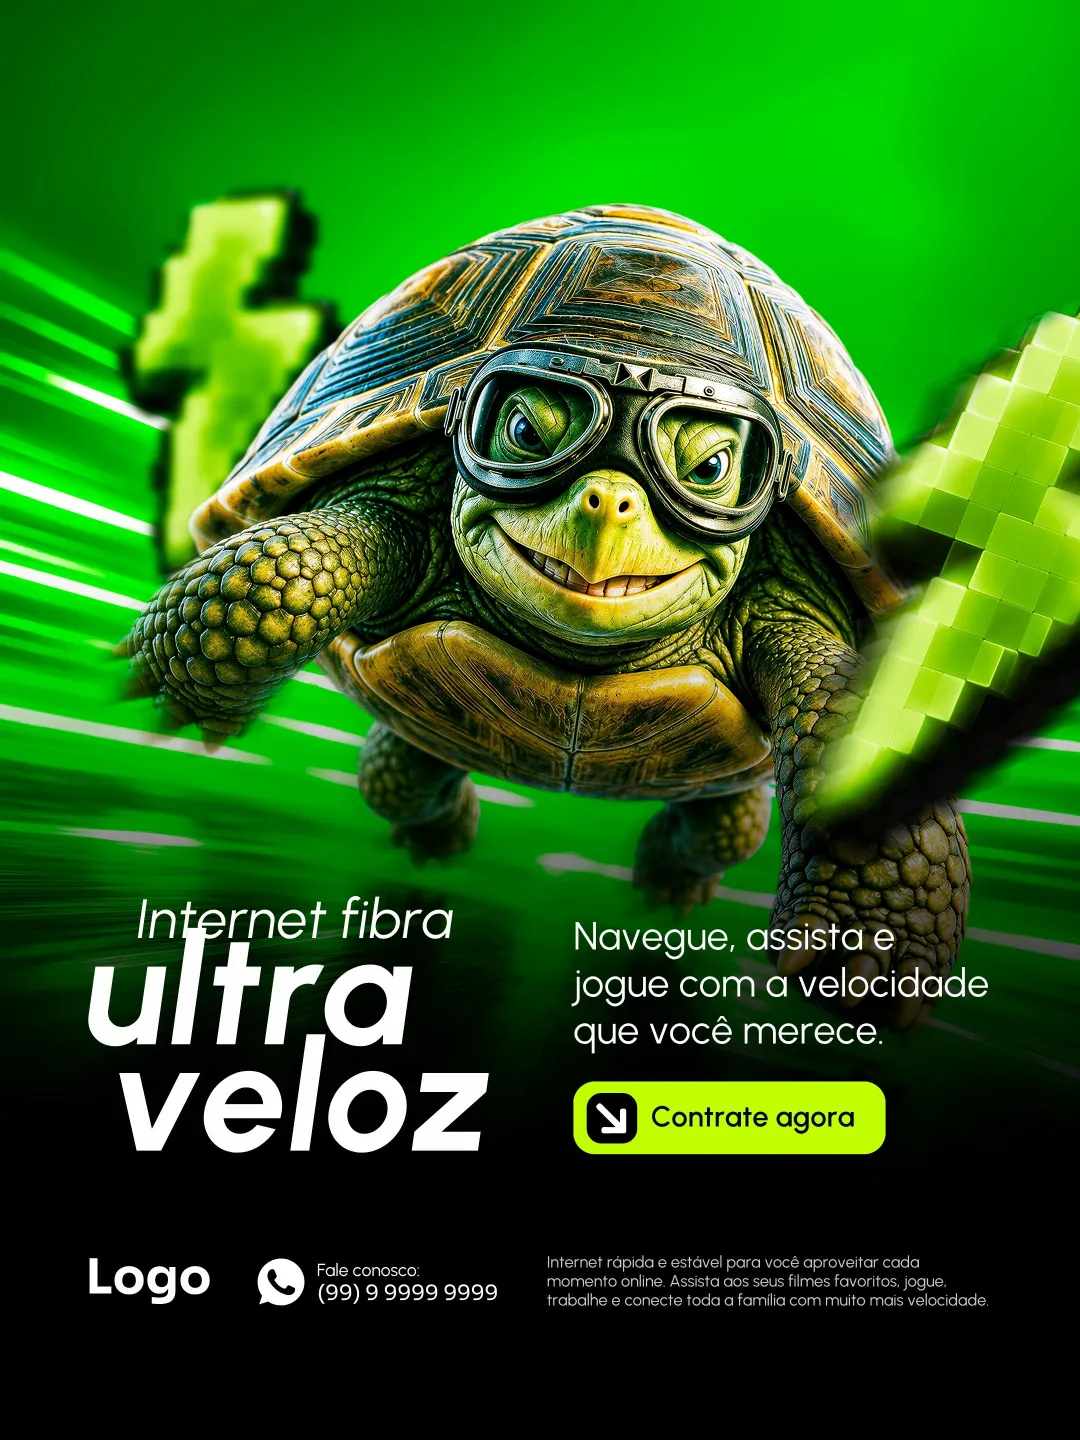 Internet fibra
ultra
veloz
Navegue, assista e
jogue com a velocidade
que você merece.
Contrate agora
Logo
Fale conosco:
(99) 9 9999 9999
Internet rápida e estável para você aproveitar cada
momento online. Assista aos seus filmes favoritos, jogue,
trabalhe e conecte toda a família com muito mais velocidade.